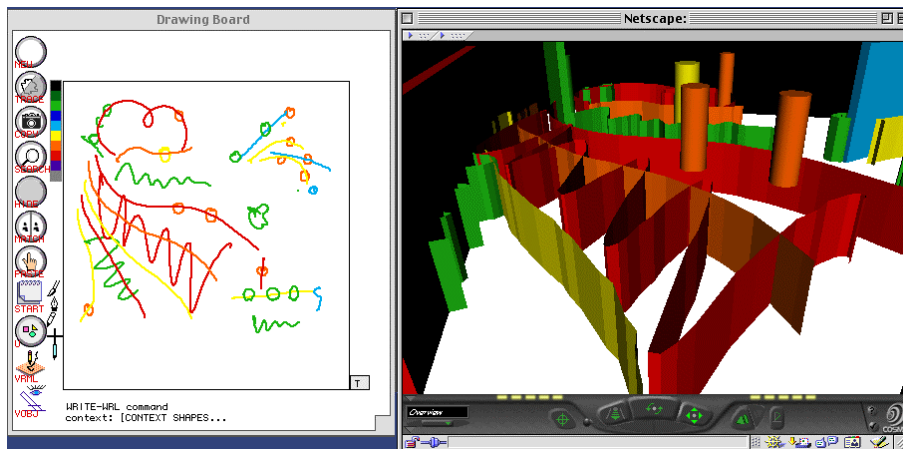 Drawing Board
NEW
TRACE
COPY
SEARCH
HIDE
MATCH
PASTE
START
U
VRML
VOBJ
T
WRITE-WRL command
context: [CONTEXT SHAPES...
Netscape:
Overview
COSMO